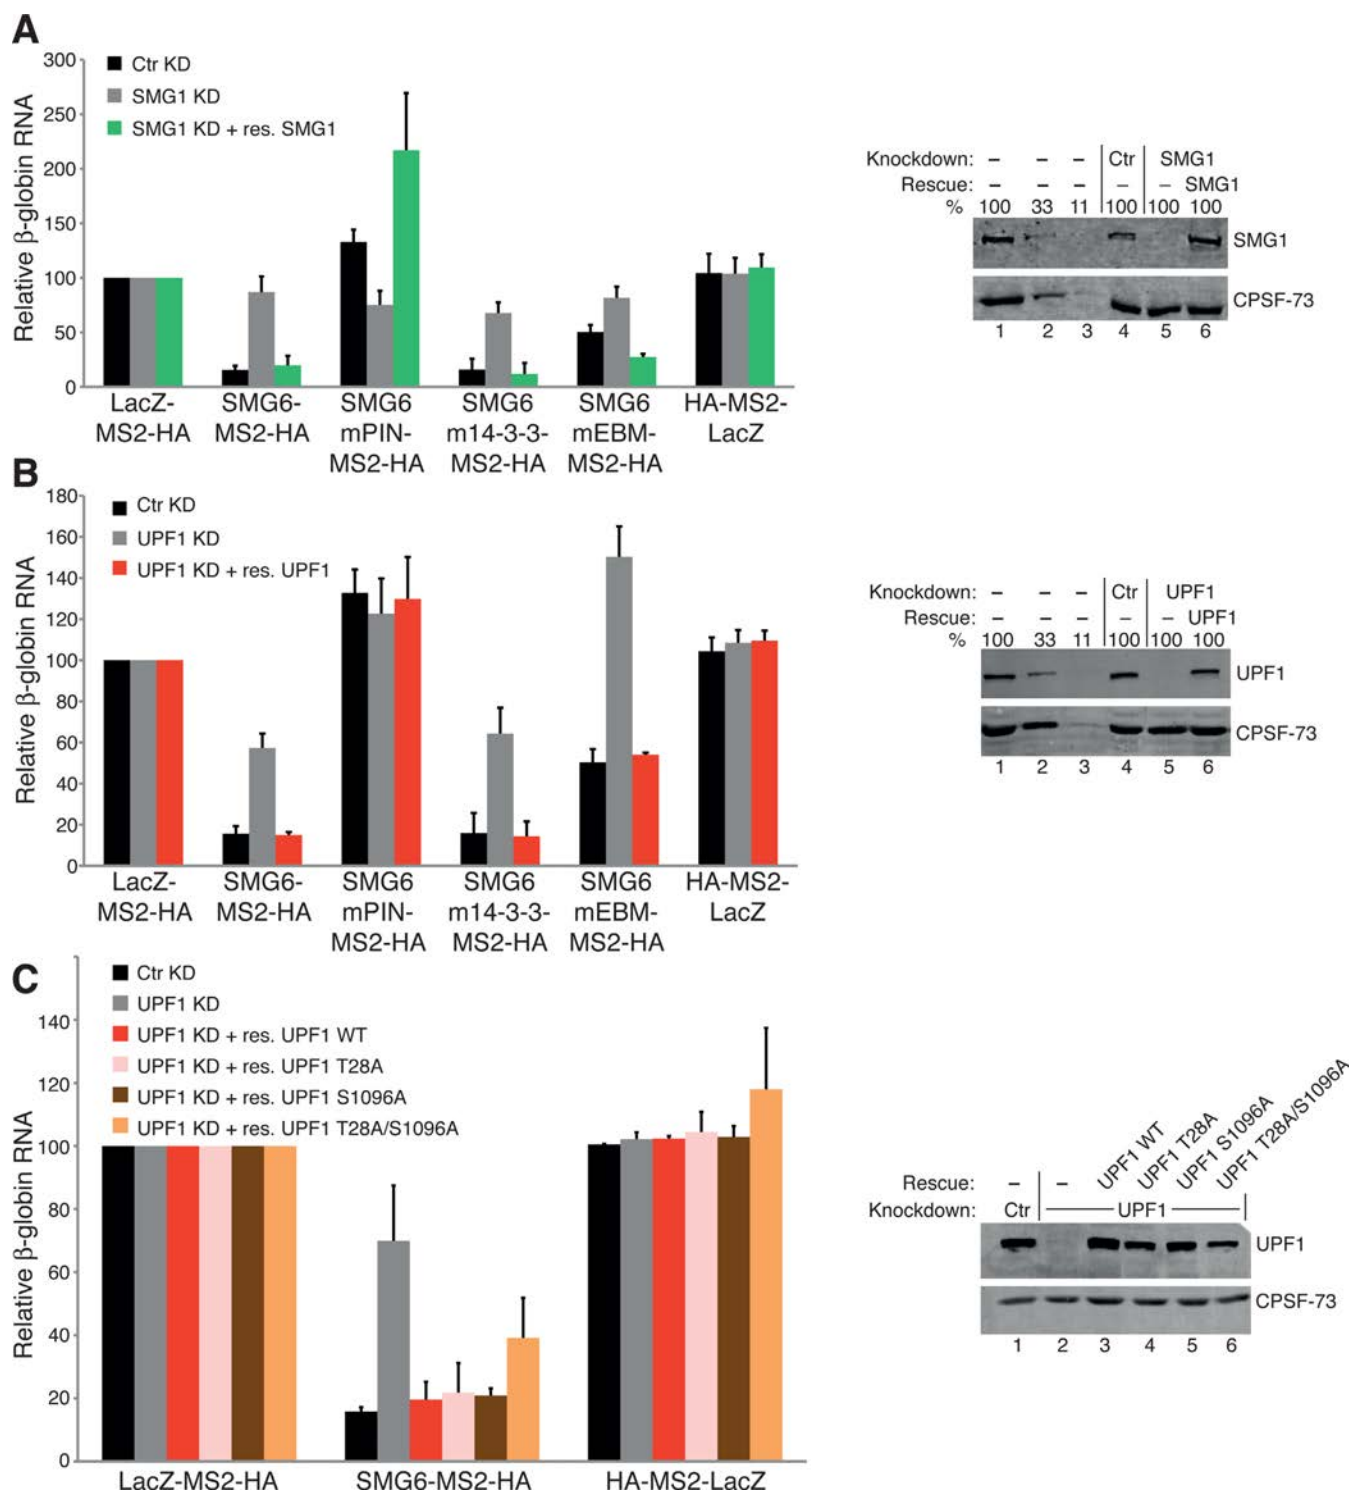 A
Relative β-globin RNA
300
250
200
150
100
50
0
Ctr KD
SMG1 KD
SMG1 KD + res. SMG1
LacZ-
MS2-HA
SMG6-
MS2-HA
SMG6
mPIN-
MS2-HA
SMG6
m14-3-3-
MS2-HA
SMG6
mEBM-
MS2-HA
HA-MS2-
LacZ
Knockdown: – – – Ctr SMG1
Rescue: – – – – – SMG1
% 100 33 11 100 100 100
SMG1
CPSF-73
1 2 3 4 5 6
B
Relative β-globin RNA
180
160
140
120
100
80
60
40
20
0
Ctr KD
UPF1 KD
UPF1 KD + res. UPF1
LacZ-
MS2-HA
SMG6-
MS2-HA
SMG6
mPIN-
MS2-HA
SMG6
m14-3-3-
MS2-HA
SMG6
mEBM-
MS2-HA
HA-MS2-
LacZ
Knockdown: – – – Ctr UPF1
Rescue: – – – – – UPF1
% 100 33 11 100 100 100
UPF1
CPSF-73
1 2 3 4 5 6
C
Relative β-globin RNA
140
120
100
80
60
40
20
0
Ctr KD
UPF1 KD
UPF1 KD + res. UPF1 WT
UPF1 KD + res. UPF1 T28A
UPF1 KD + res. UPF1 S1096A
UPF1 KD + res. UPF1 T28A/S1096A
LacZ-MS2-HA
SMG6-MS2-HA
HA-MS2-LacZ
Rescue: – – UPF1 WT UPF1 T28A UPF1 S1096A UPF1 T28A/S1096A
Knockdown: Ctr UPF1
UPF1
CPSF-73
1 2 3 4 5 6